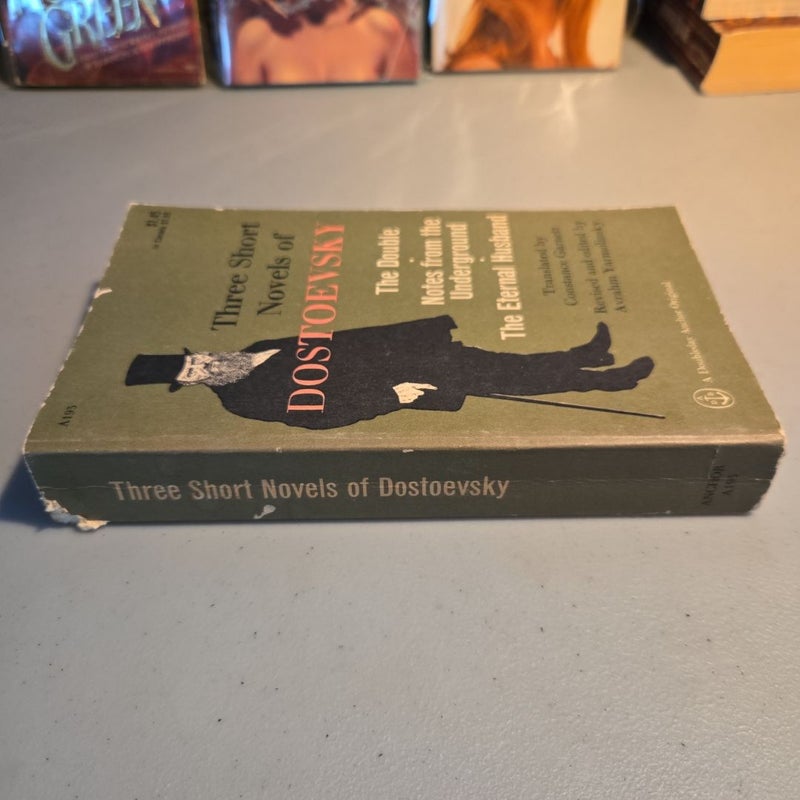 GREEN
Three Short
Novels of
DOSTOEVSKY
The Double
Notes from the
Underground
The Eternal Husband
Translated by
Constance Garnett
Revised and edited by
Avrahm Yarmolinsky
A Doubleday Anchor Original
A193
Three Short Novels of Dostoevsky
ANCHOR
A193